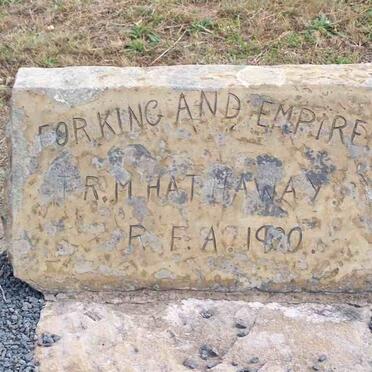 FOR KING AND EMPIRE
T R. M HATHAWAY
R. F. A. 1920.